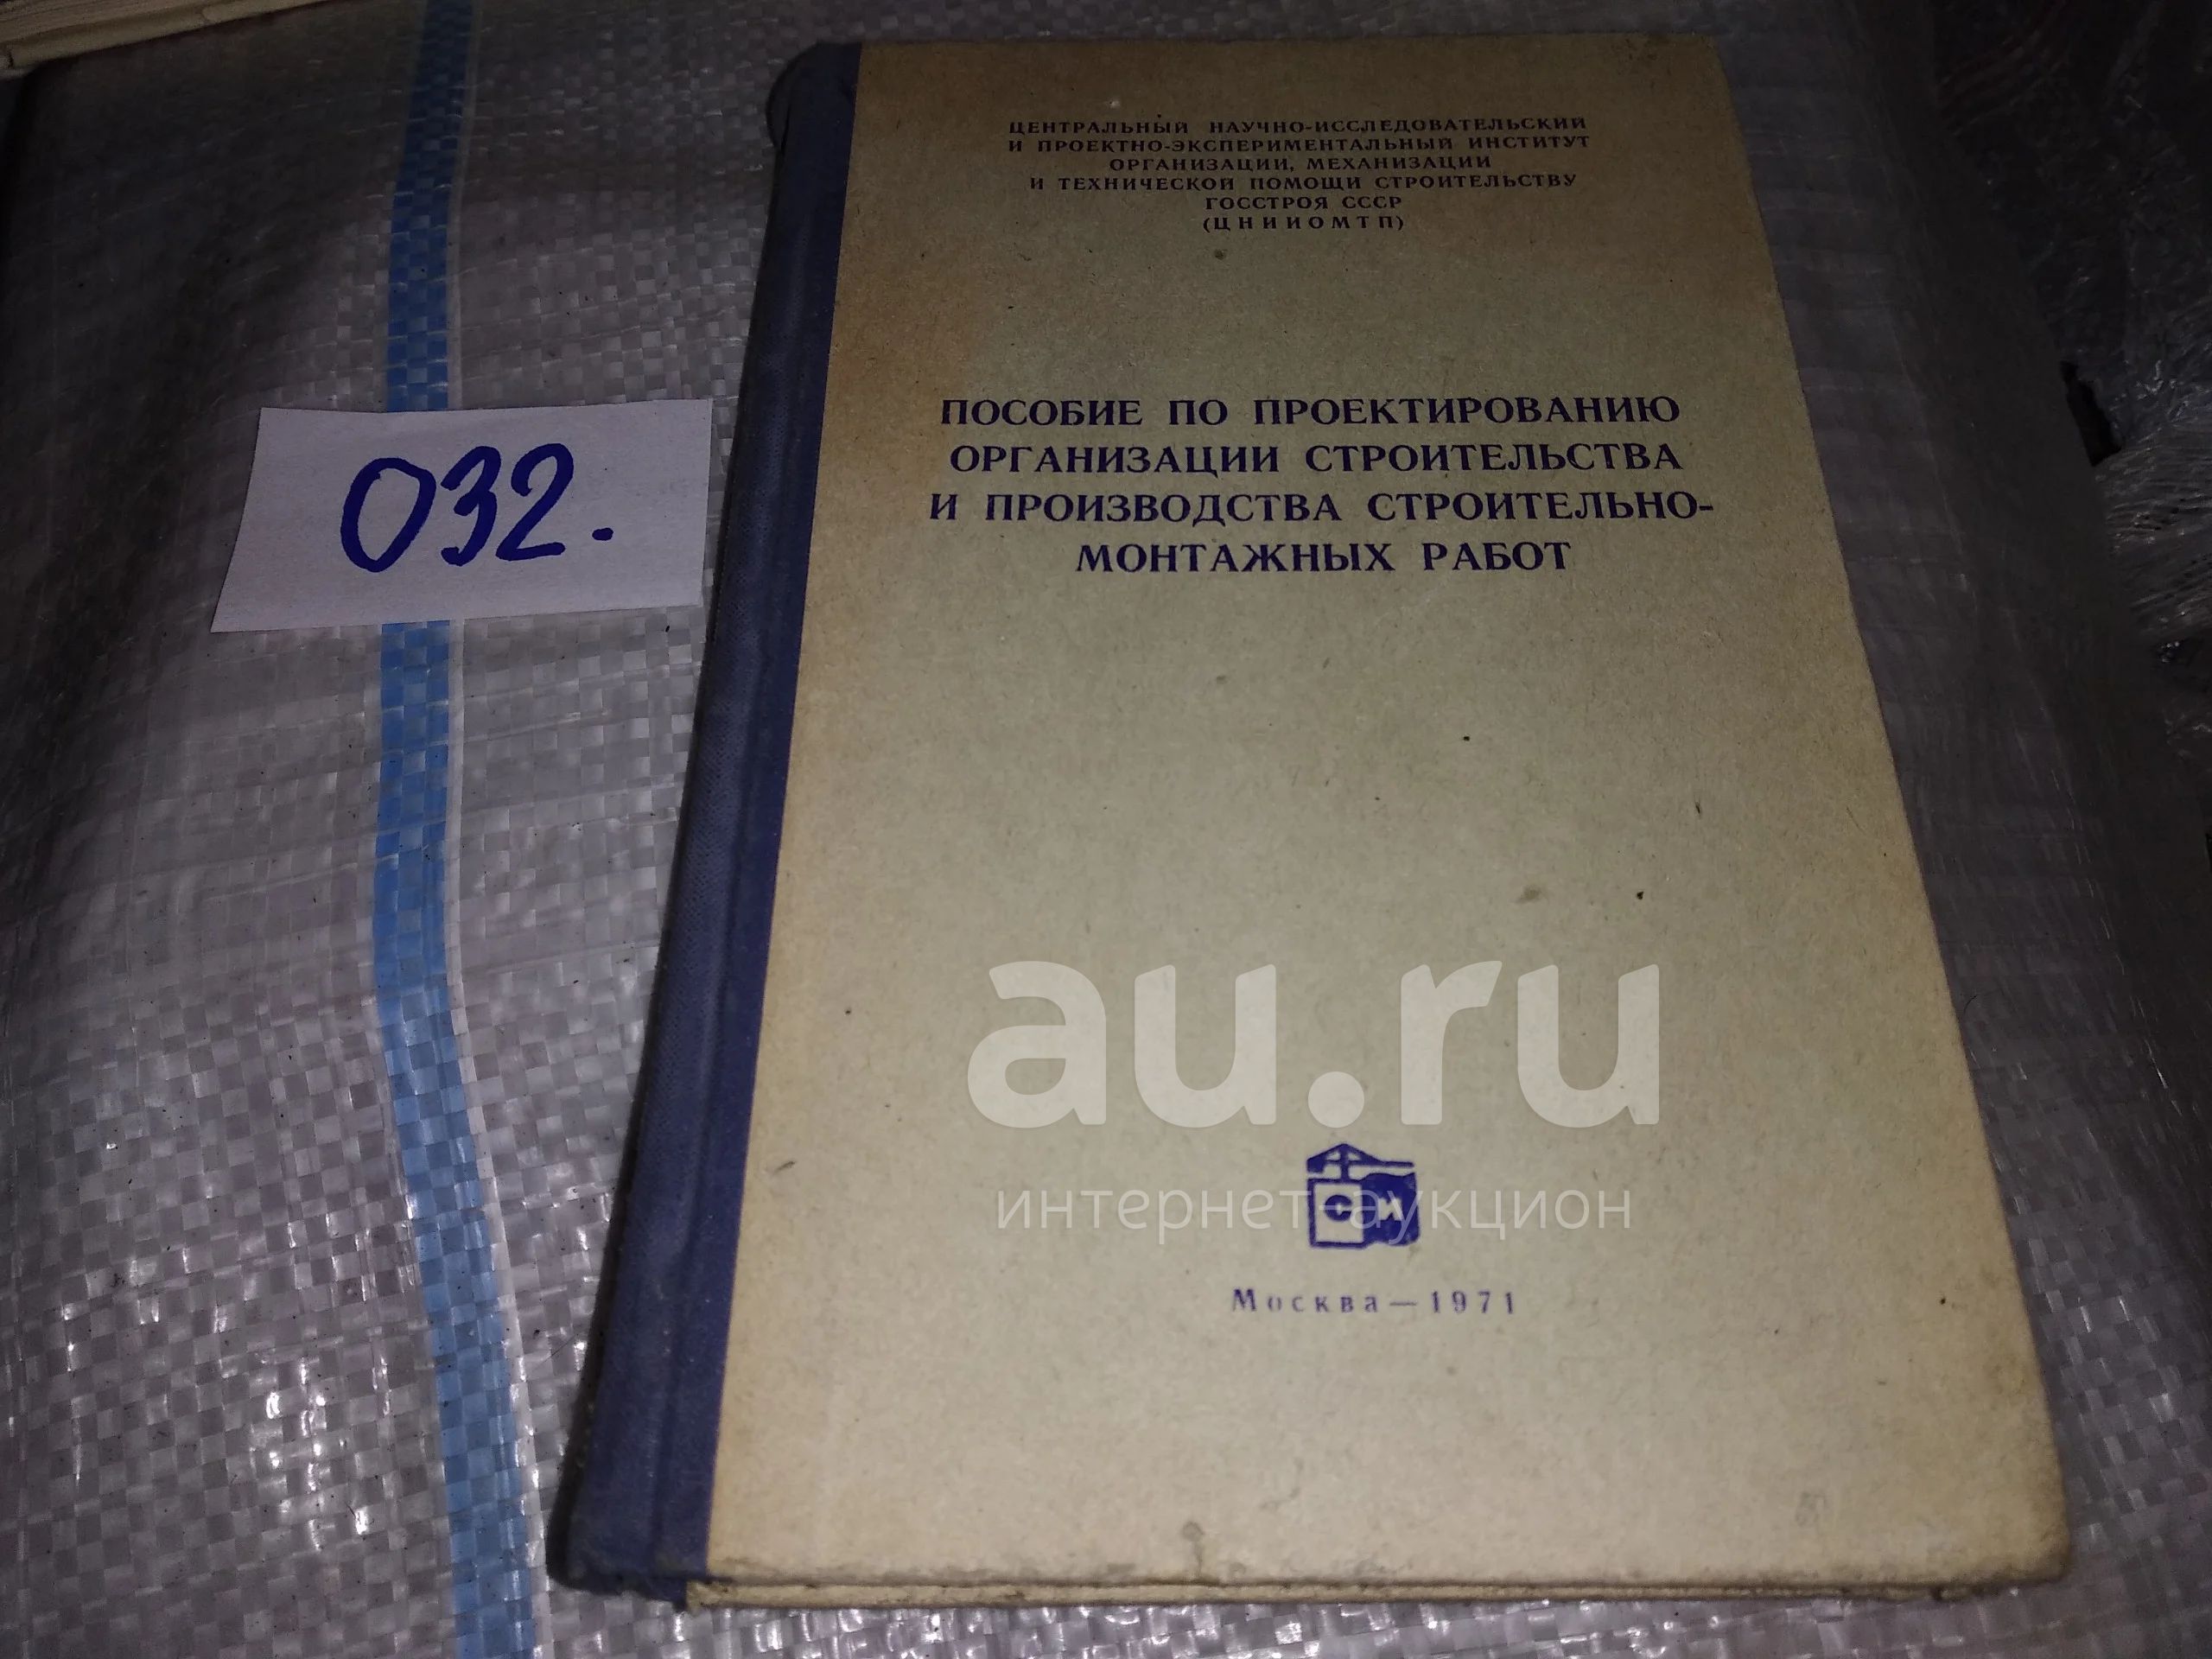 ЦЕНТРАЛЬНЫЙ НАУЧНО-ИССЛЕДОВАТЕЛЬСКИЙ
И ПРОЕКТНО-ЭКСПЕРИМЕНТАЛЬНЫЙ ИНСТИТУТ
ОРГАНИЗАЦИИ, МЕХАНИЗАЦИИ
И ТЕХНИЧЕСКОЙ ПОМОЩИ СТРОИТЕЛЬСТВУ
ГОССТРОЯ СССР
(ЦНИИОМТП)
ПОСОБИЕ ПО ПРОЕКТИРОВАНИЮ
ОРГАНИЗАЦИИ СТРОИТЕЛЬСТВА
И ПРОИЗВОДСТВА СТРОИТЕЛЬНО-
МОНТАЖНЫХ РАБОТ
032.
au.ru
интернет-аукцион
С И
Москва — 1971